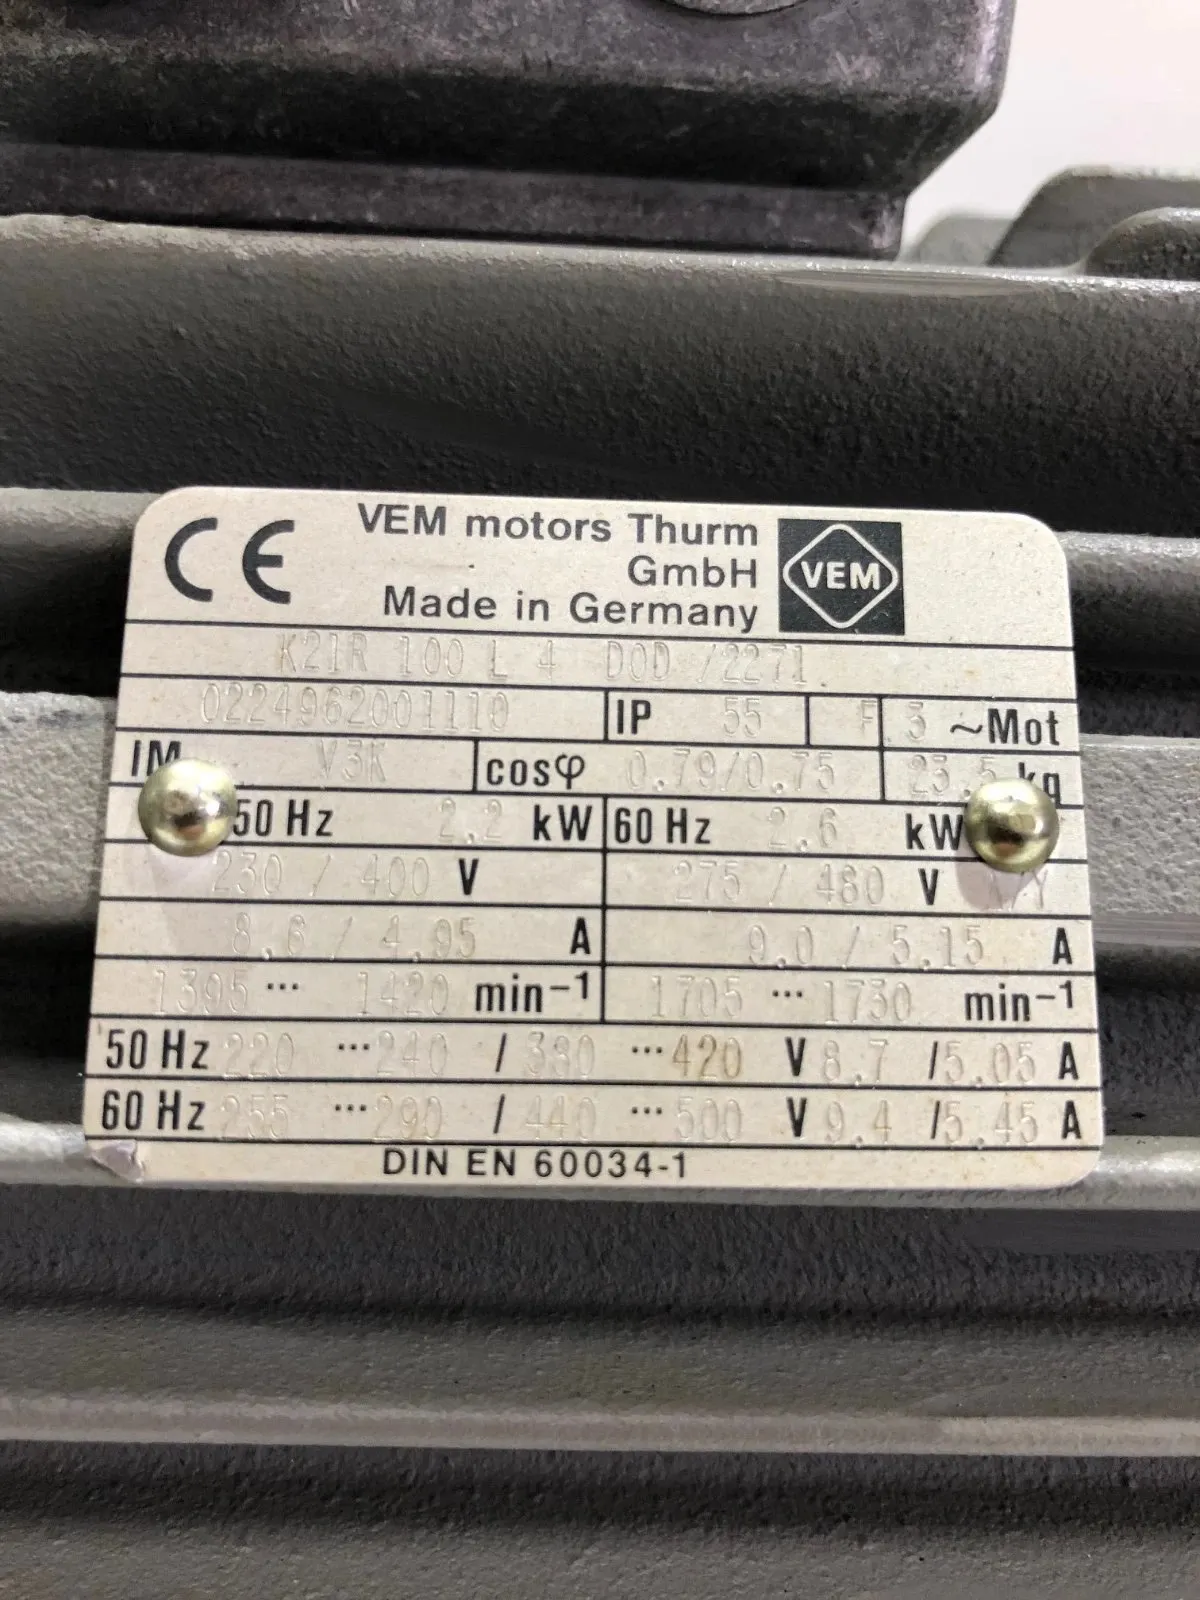 CE VEM motors Thurm
GmbH VEM
Made in Germany
K21R 100 L 4 DOD /2271
0224962001110 IP 55 F 3 ~Mot
IM V3K cosφ 0.79/0.75 23.5 kg
50 Hz 2.2 kW 60 Hz 2.6 kW
230 / 400 V 275 / 480 V /Y
8.6 / 4.95 A 9.0 / 5.15 A
1395 ··· 1420 min-1 1705 ··· 1730 min-1
50 Hz 220 ··· 240 / 380 ··· 420 V 8.7 /5.05 A
60 Hz 255 ··· 290 / 440 ··· 500 V 9.4 /5.45 A
DIN EN 60034-1